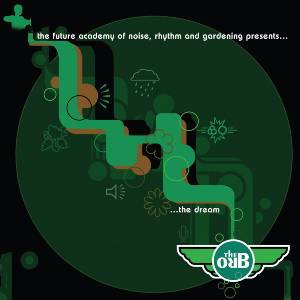 the future academy of noise, rhythm and gardening presents...
...the dream
the
ORB